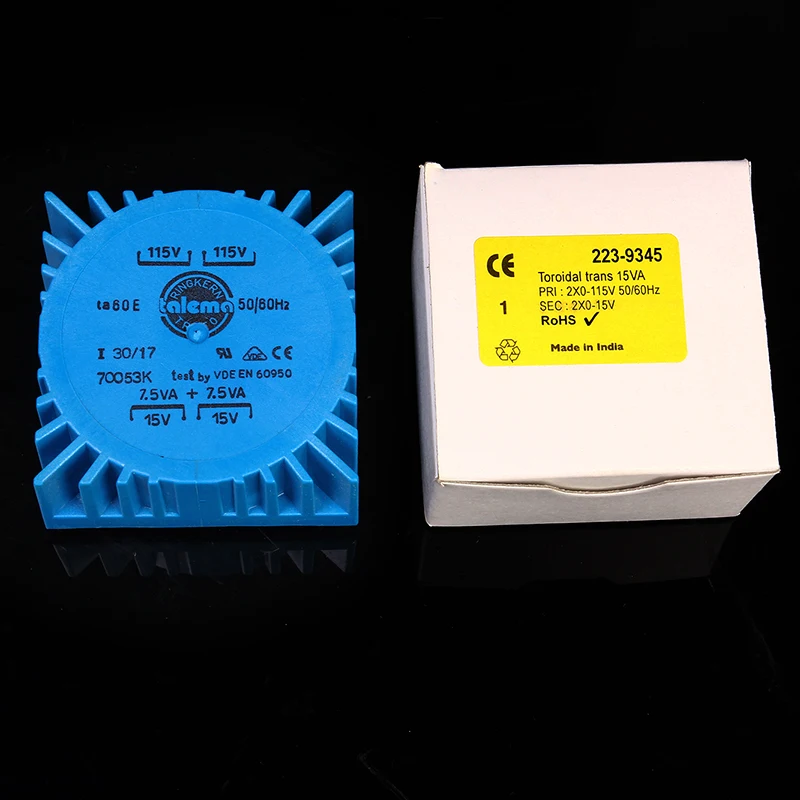 115V 115V
RINGKERN
talema
ta60E 50/60Hz
I 30/17 VDE CE
70053K test by VDE EN 60950
7.5VA + 7.5VA
15V 15V
CE 223-9345
Toroidal trans 15VA
PRI : 2X0-115V 50/60Hz
1 SEC : 2X0-15V
RoHS ✓
Made in India